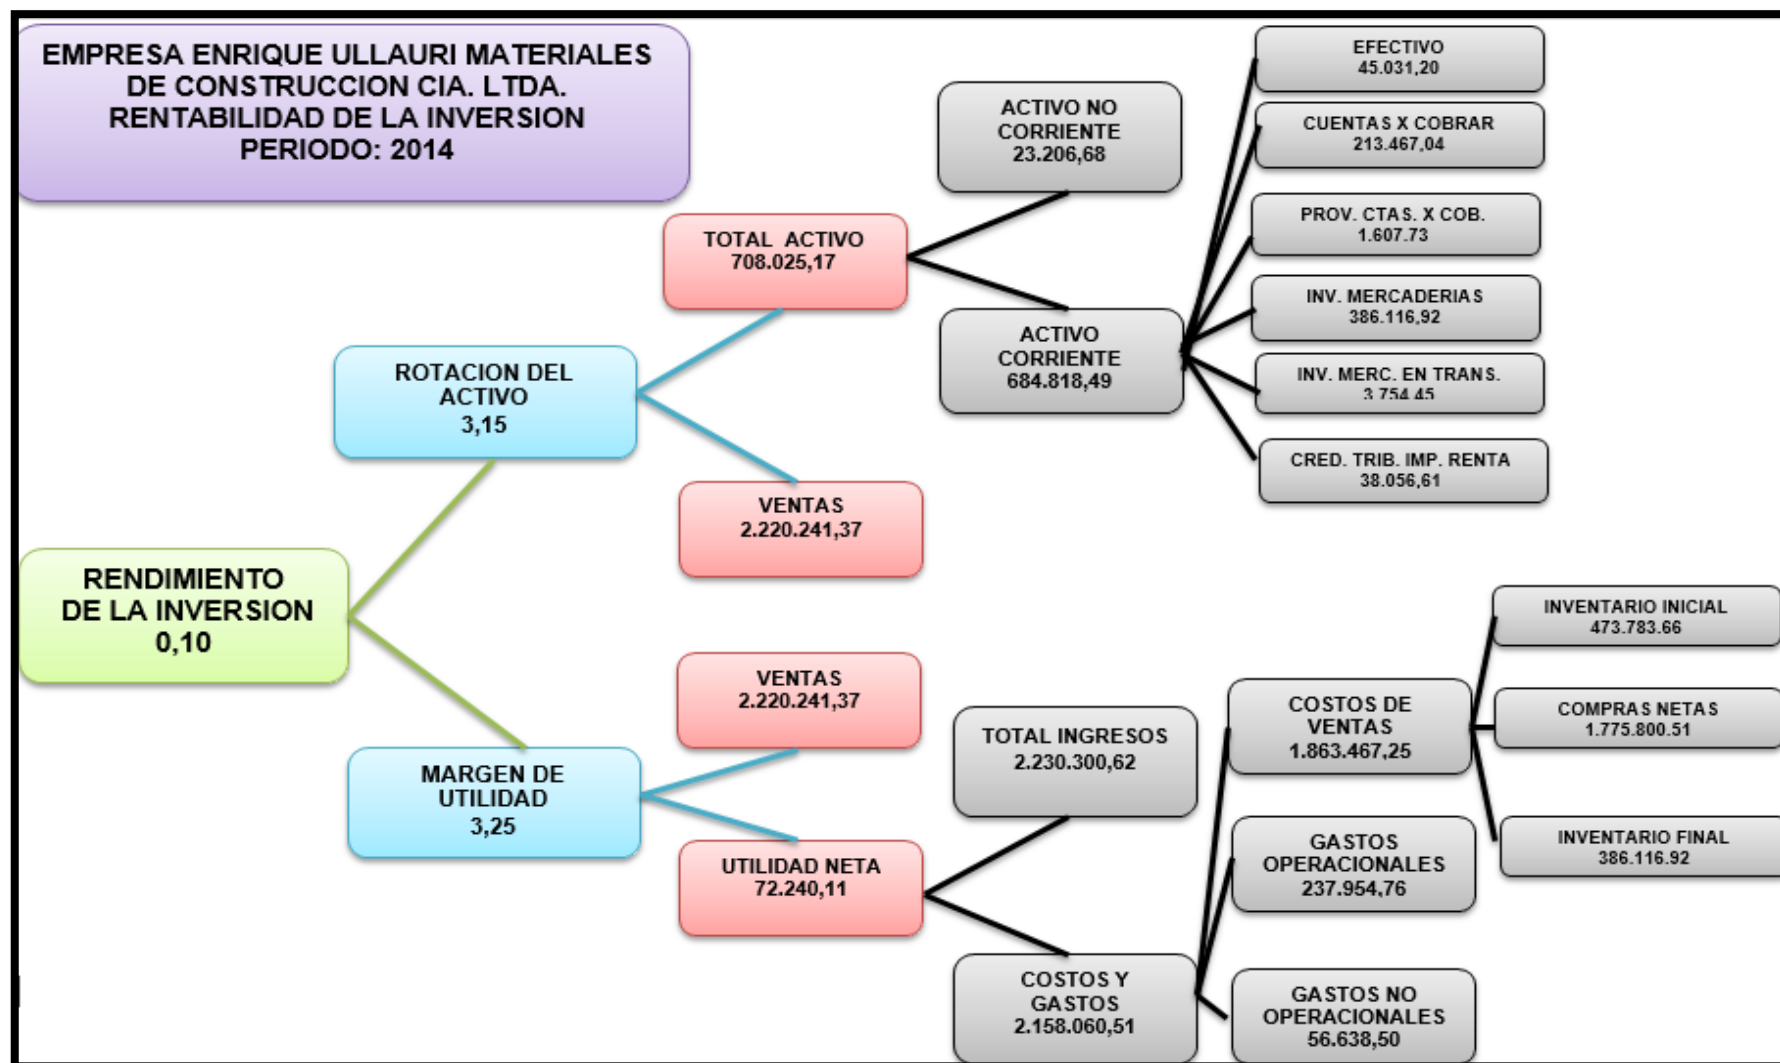 EMPRESA ENRIQUE ULLAURI MATERIALES
DE CONSTRUCCION CIA. LTDA.
RENTABILIDAD DE LA INVERSION
PERIODO: 2014
EFECTIVO
45.031,20
ACTIVO NO
CORRIENTE
23.206,68
CUENTAS X COBRAR
213.467,04
PROV. CTAS. X COB.
1.607.73
TOTAL ACTIVO
708.025,17
INV. MERCADERIAS
386.116,92
ACTIVO
CORRIENTE
684.818,49
INV. MERC. EN TRANS.
3.754.45
ROTACION DEL
ACTIVO
3,15
CRED. TRIB. IMP. RENTA
38.056,61
VENTAS
2.220.241,37
RENDIMIENTO
DE LA INVERSION
0,10
INVENTARIO INICIAL
473.783.66
VENTAS
2.220.241,37
COSTOS DE
VENTAS
1.863.467,25
COMPRAS NETAS
1.775.800.51
TOTAL INGRESOS
2.230.300,62
MARGEN DE
UTILIDAD
3,25
GASTOS
OPERACIONALES
237.954,76
INVENTARIO FINAL
386.116.92
UTILIDAD NETA
72.240,11
COSTOS Y
GASTOS
2.158.060,51
GASTOS NO
OPERACIONALES
56.638,50